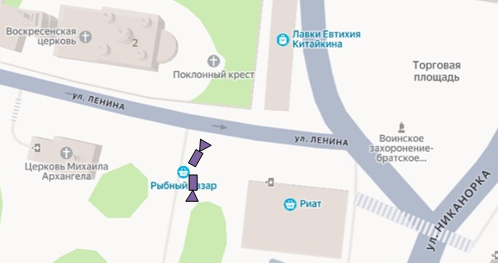 Воскресенская
церковь
2
Поклонный крест
Лавки Евтихия
Китайкина
Торговая
площадь
ул. ЛЕНИНА
ул. ЛЕНИНА
Воинское
захоронение-
братское...
Церковь Михаила
Архангела
Рыбный базар
Риат
ул. НИКАНОРКА